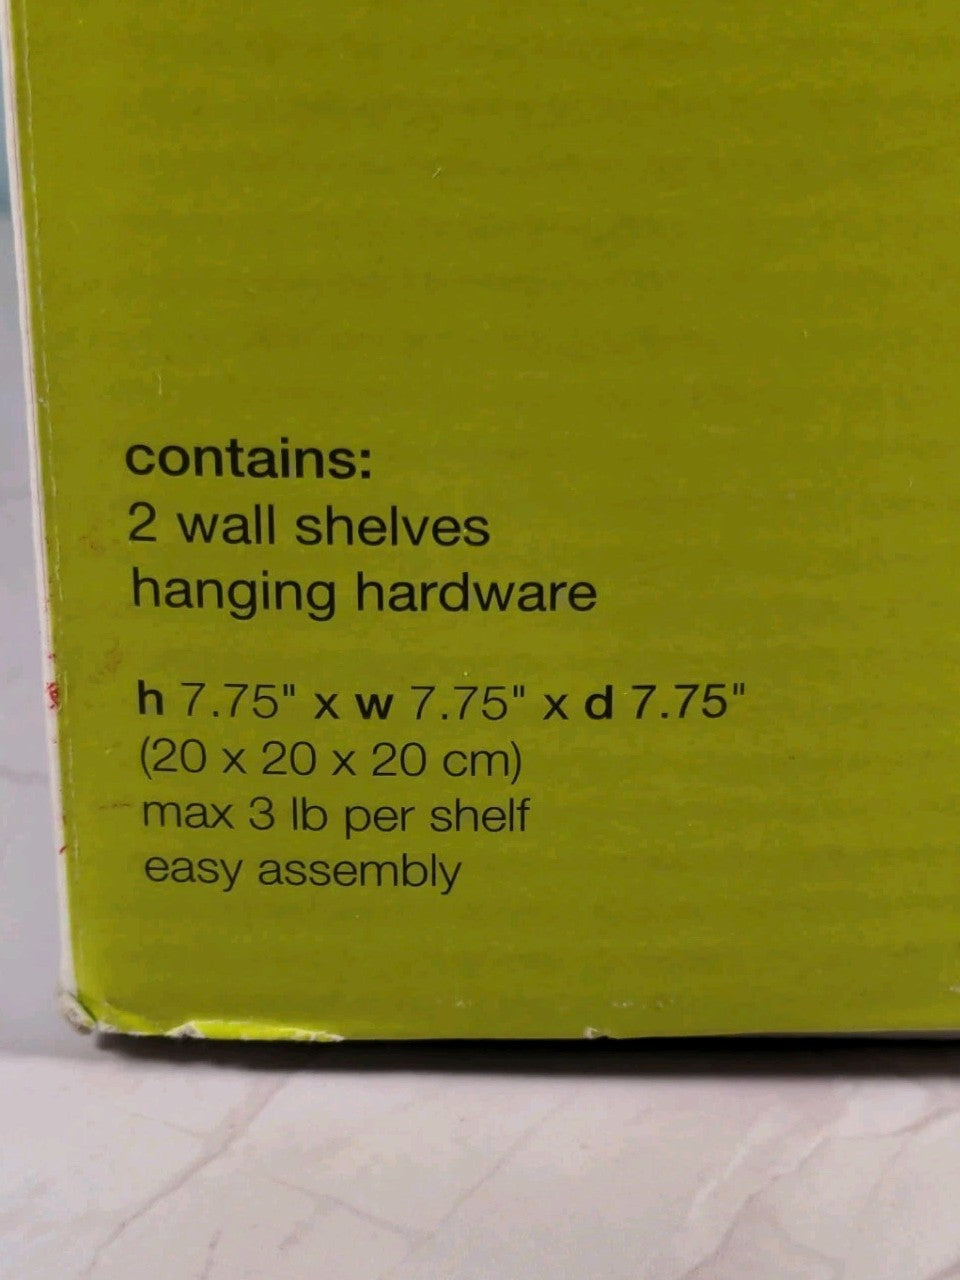 contains:
2 wall shelves
hanging hardware
h 7.75" x w 7.75" x d 7.75"
(20 x 20 x 20 cm)
max 3 lb per shelf
easy assembly